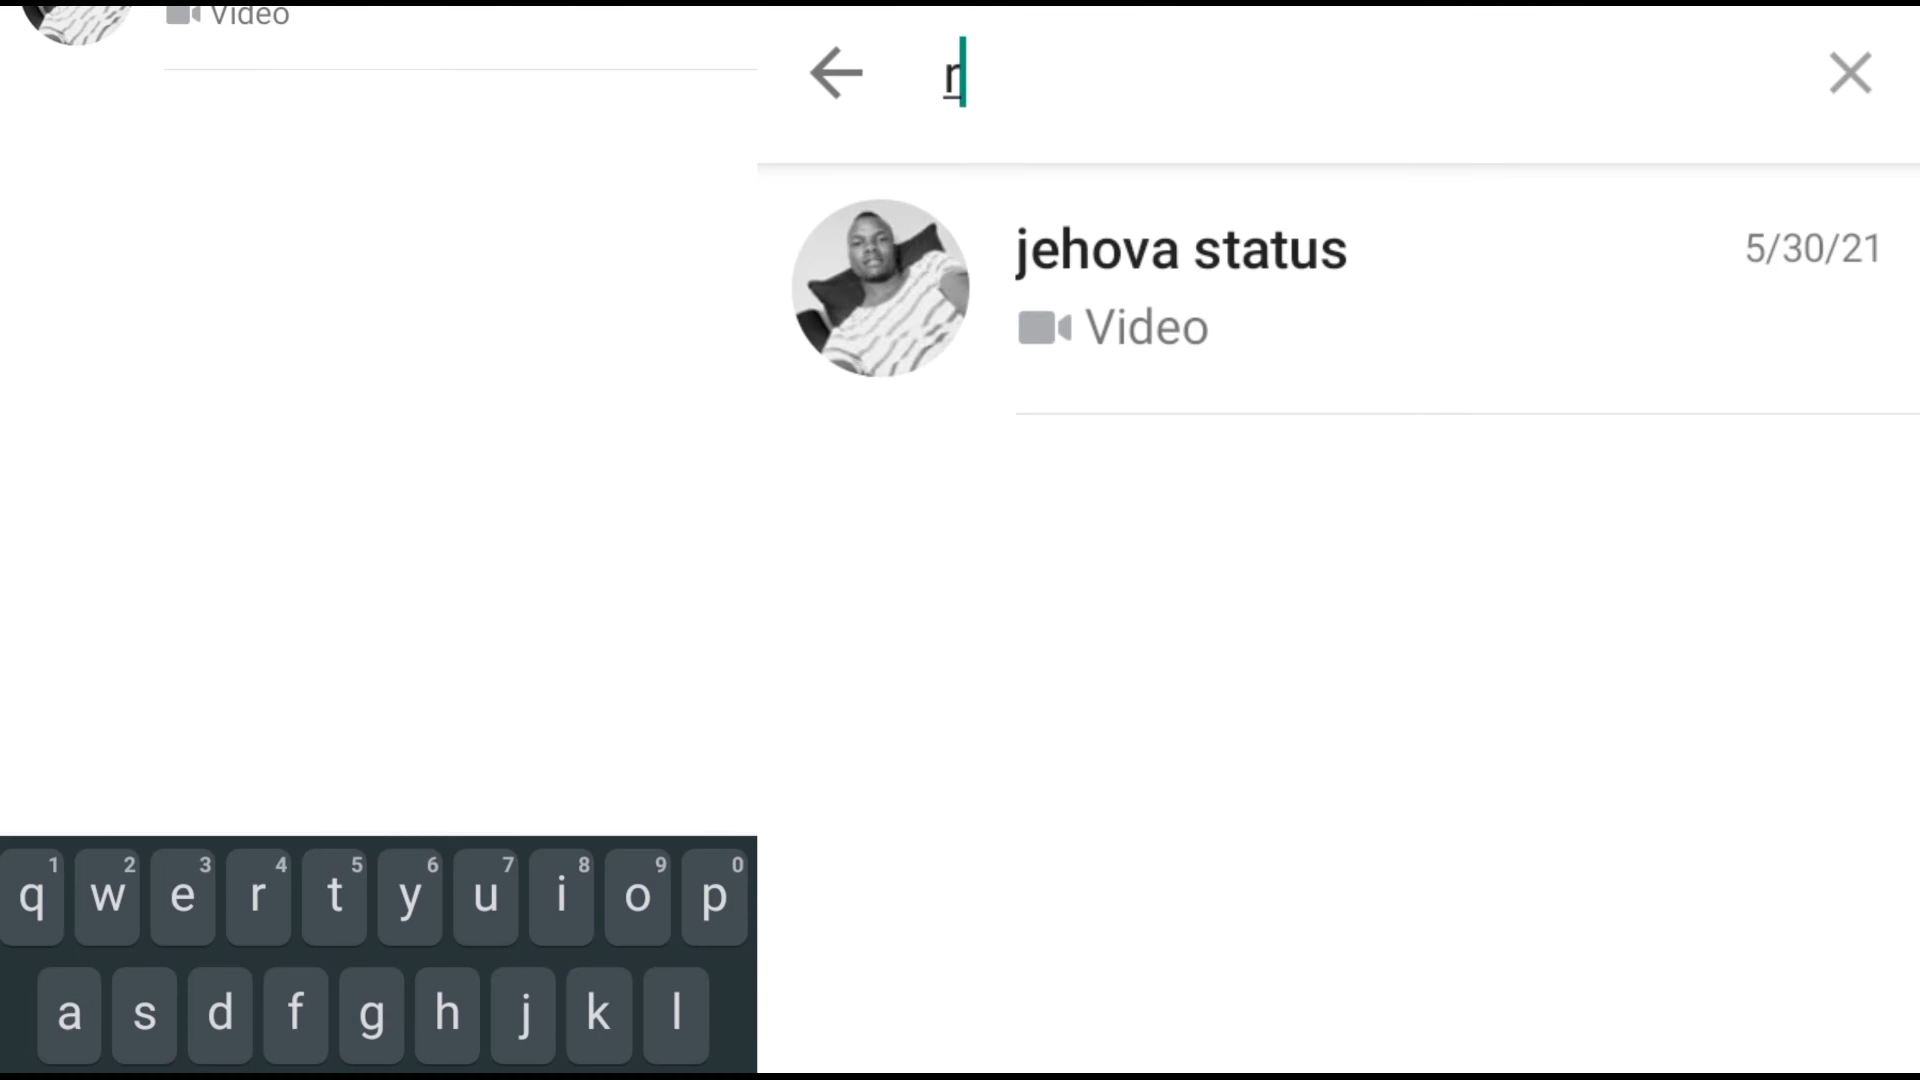 Video
r
jehova status
5/30/21
Video
1 2 3 4 5 6 7 8 9 0
q w e r t y u i o p
a s d f g h j k l